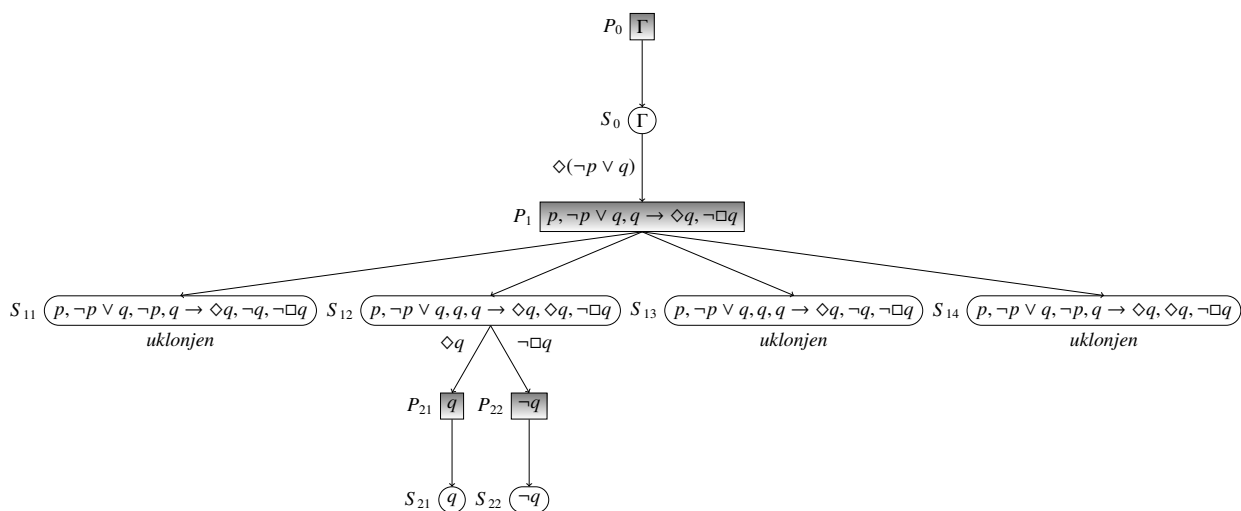 P₀ Γ
S₀ Γ
◇(¬p ∨ q)
P₁ p, ¬p ∨ q, q → ◇q, ¬□q
S₁₁ p, ¬p ∨ q, ¬p, q → ◇q, ¬q, ¬□q S₁₂ p, ¬p ∨ q, q, q → ◇q, ◇q, ¬□q S₁₃ p, ¬p ∨ q, q, q → ◇q, ¬q, ¬□q S₁₄ p, ¬p ∨ q, ¬p, q → ◇q, ◇q, ¬□q
uklonjen ◇q ¬□q uklonjen uklonjen
P₂₁ q P₂₂ ¬q
S₂₁ q S₂₂ ¬q